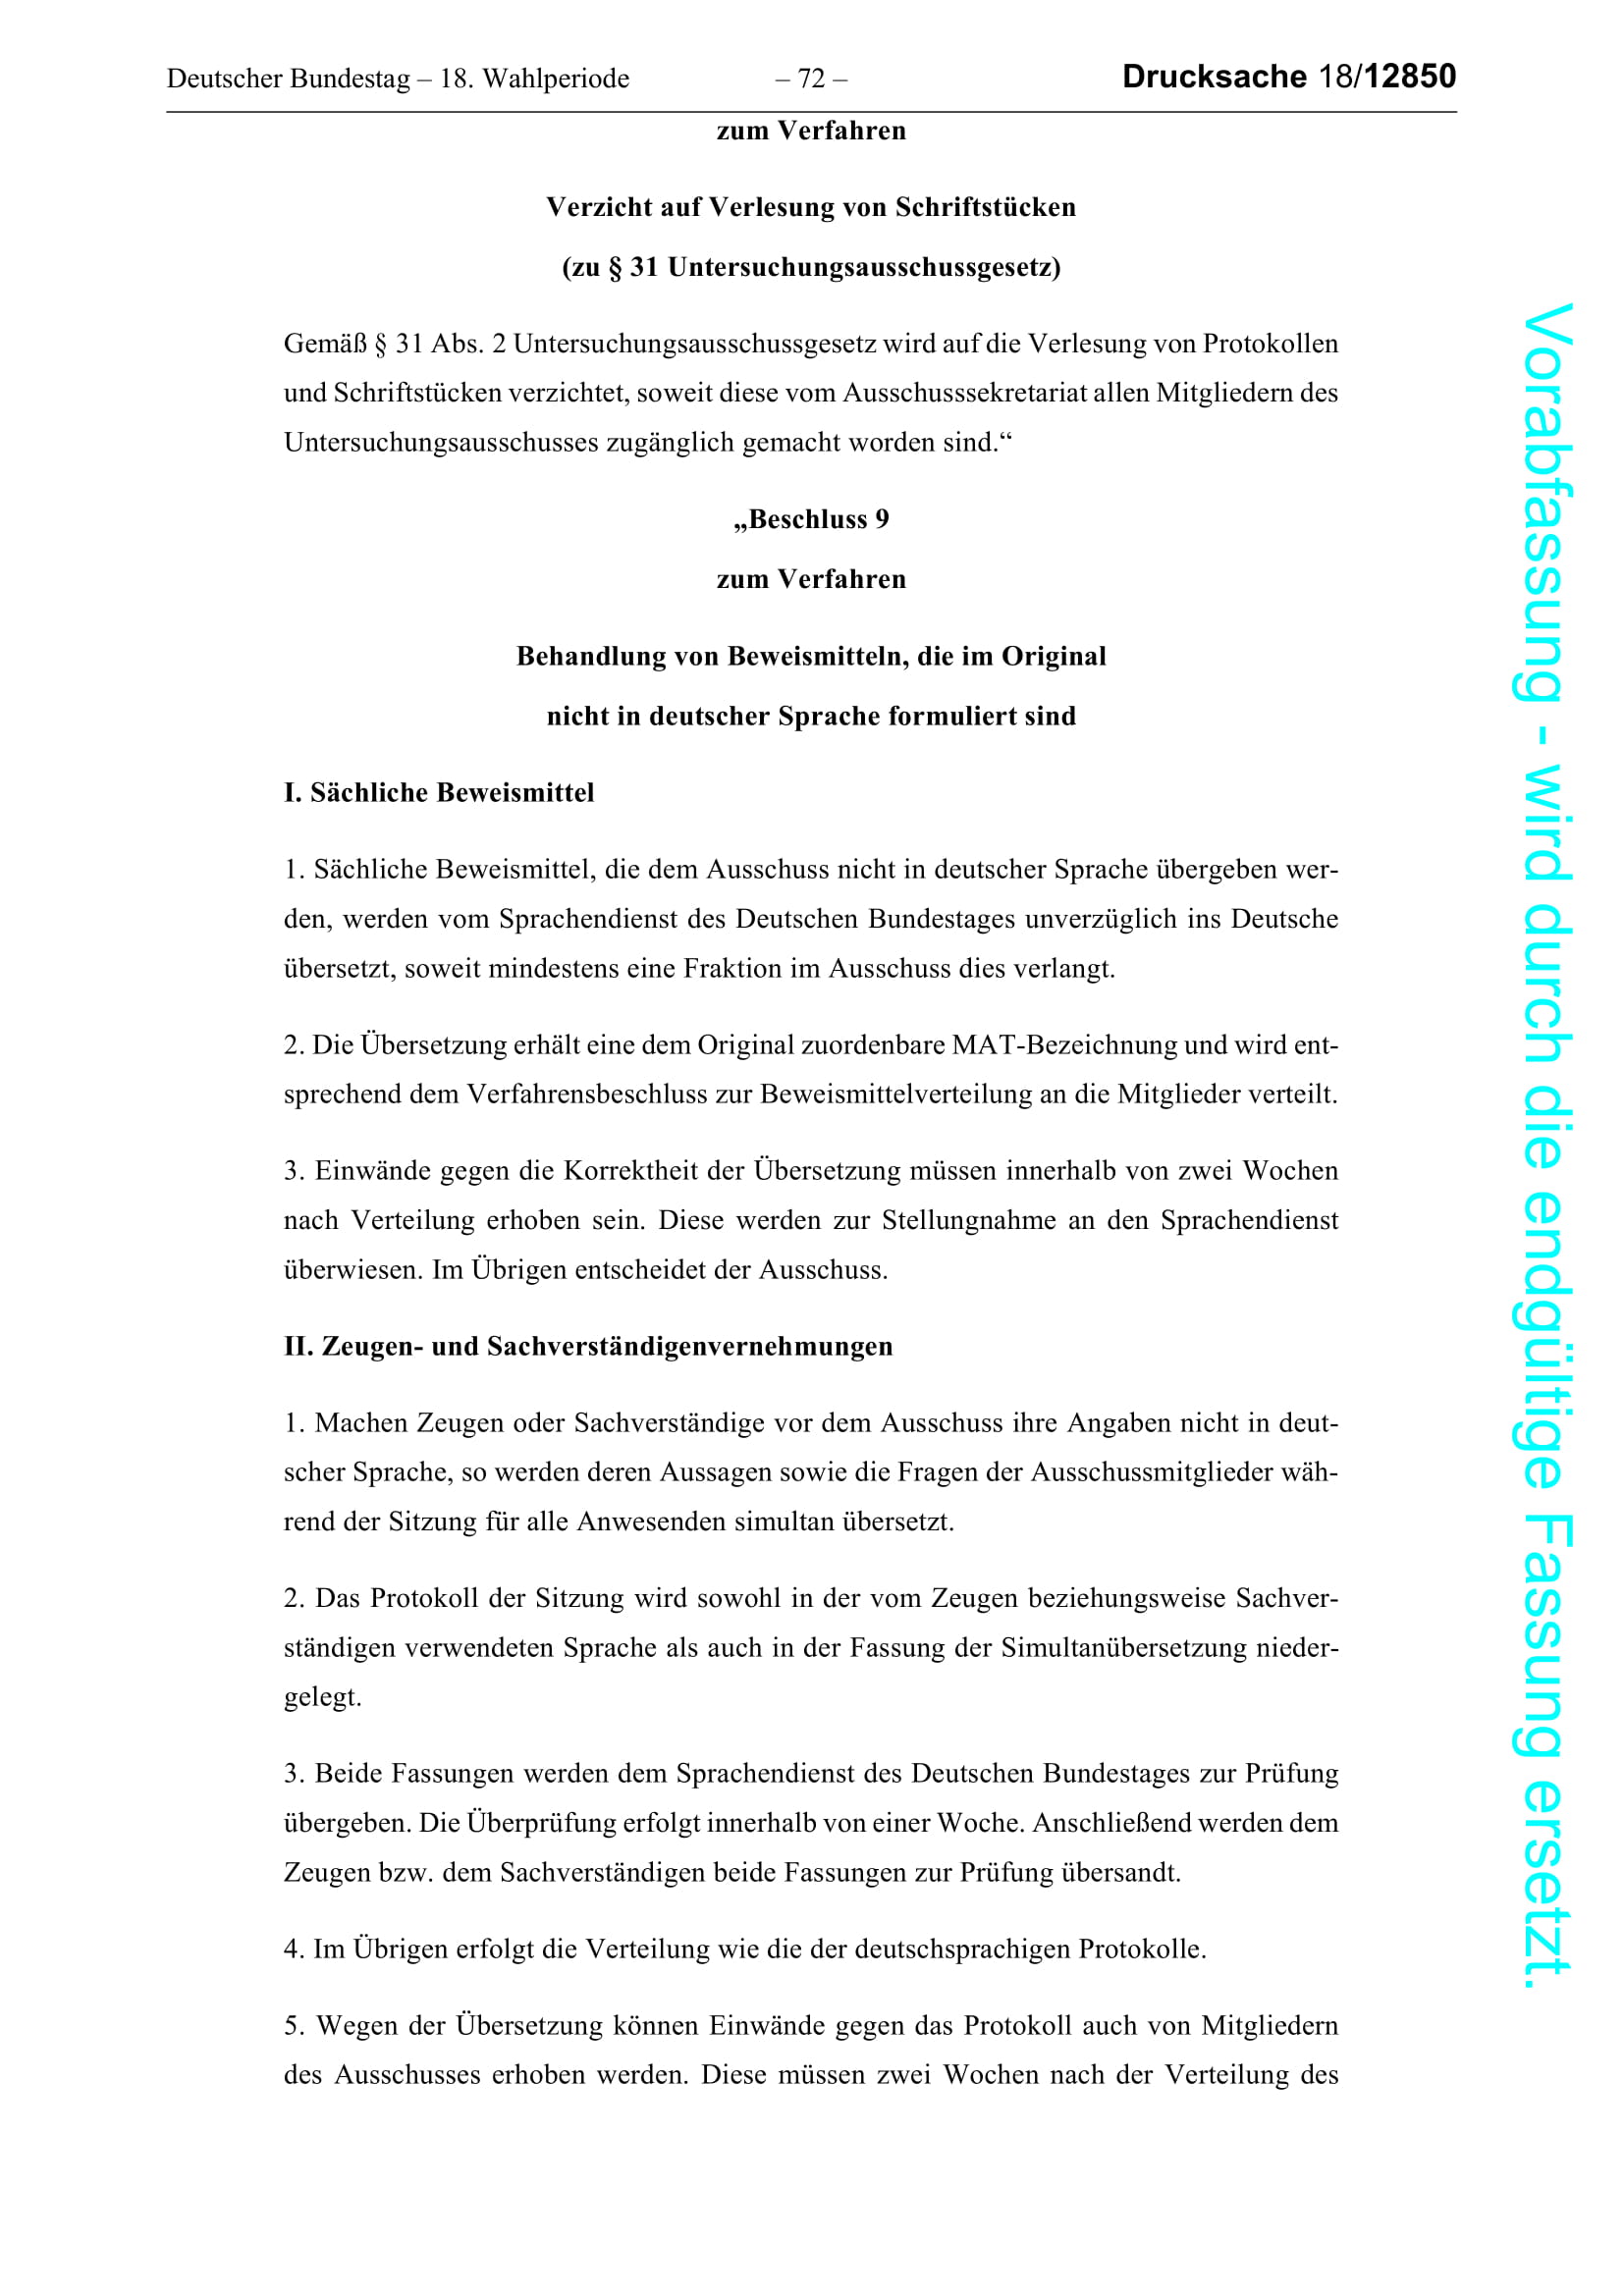 Deutscher Bundestag – 18. Wahlperiode – 72 – Drucksache 18/12850
zum Verfahren
Verzicht auf Verlesung von Schriftstücken
(zu § 31 Untersuchungsausschussgesetz)
Gemäß § 31 Abs. 2 Untersuchungsausschussgesetz wird auf die Verlesung von Protokollen
und Schriftstücken verzichtet, soweit diese vom Ausschusssekretariat allen Mitgliedern des
Untersuchungsausschusses zugänglich gemacht worden sind.“
„Beschluss 9
zum Verfahren
Behandlung von Beweismitteln, die im Original
nicht in deutscher Sprache formuliert sind
I. Sächliche Beweismittel
1. Sächliche Beweismittel, die dem Ausschuss nicht in deutscher Sprache übergeben wer-
den, werden vom Sprachendienst des Deutschen Bundestages unverzüglich ins Deutsche
übersetzt, soweit mindestens eine Fraktion im Ausschuss dies verlangt.
2. Die Übersetzung erhält eine dem Original zuordenbare MAT-Bezeichnung und wird ent-
sprechend dem Verfahrensbeschluss zur Beweismittelverteilung an die Mitglieder verteilt.
3. Einwände gegen die Korrektheit der Übersetzung müssen innerhalb von zwei Wochen
nach Verteilung erhoben sein. Diese werden zur Stellungnahme an den Sprachendienst
überwiesen. Im Übrigen entscheidet der Ausschuss.
II. Zeugen- und Sachverständigenvernehmungen
1. Machen Zeugen oder Sachverständige vor dem Ausschuss ihre Angaben nicht in deut-
scher Sprache, so werden deren Aussagen sowie die Fragen der Ausschussmitglieder wäh-
rend der Sitzung für alle Anwesenden simultan übersetzt.
2. Das Protokoll der Sitzung wird sowohl in der vom Zeugen beziehungsweise Sachver-
ständigen verwendeten Sprache als auch in der Fassung der Simultanübersetzung nieder-
gelegt.
3. Beide Fassungen werden dem Sprachendienst des Deutschen Bundestages zur Prüfung
übergeben. Die Überprüfung erfolgt innerhalb von einer Woche. Anschließend werden dem
Zeugen bzw. dem Sachverständigen beide Fassungen zur Prüfung übersandt.
4. Im Übrigen erfolgt die Verteilung wie die der deutschsprachigen Protokolle.
5. Wegen der Übersetzung können Einwände gegen das Protokoll auch von Mitgliedern
des Ausschusses erhoben werden. Diese müssen zwei Wochen nach der Verteilung des
Vorabfassung - wird durch die endgültige Fassung ersetzt.